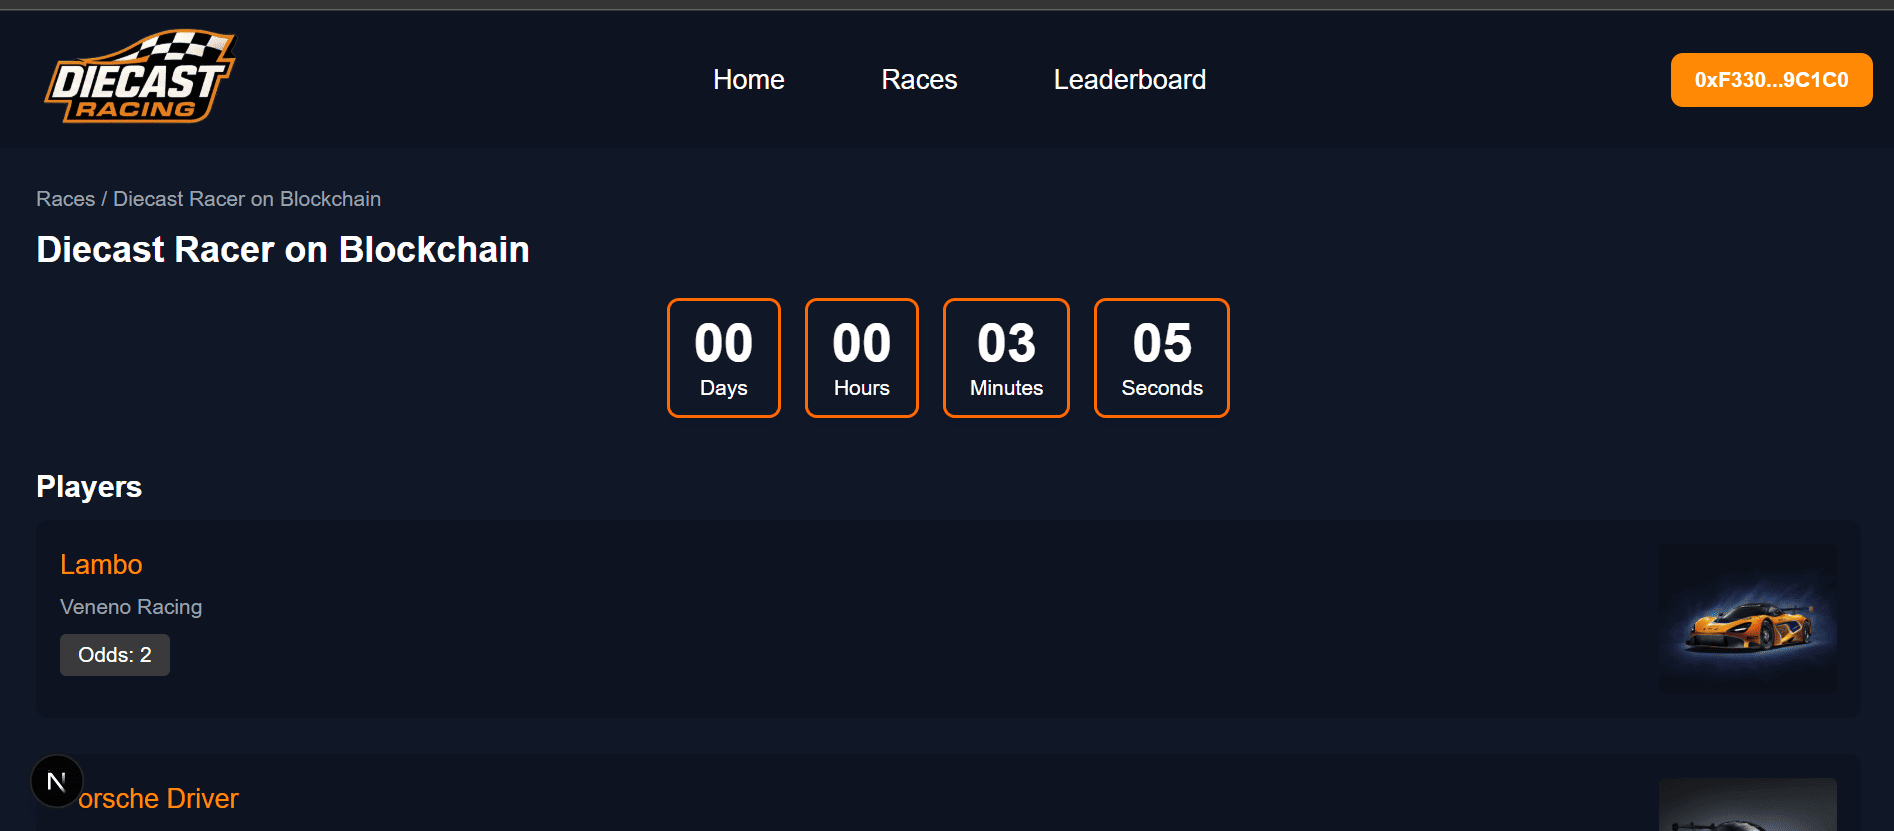 DIECAST
RACING
Home Races Leaderboard
0xF330...9C1C0
Races / Diecast Racer on Blockchain
Diecast Racer on Blockchain
00 00 03 05
Days Hours Minutes Seconds
Players
Lambo
Veneno Racing
Odds: 2
N
orsche Driver